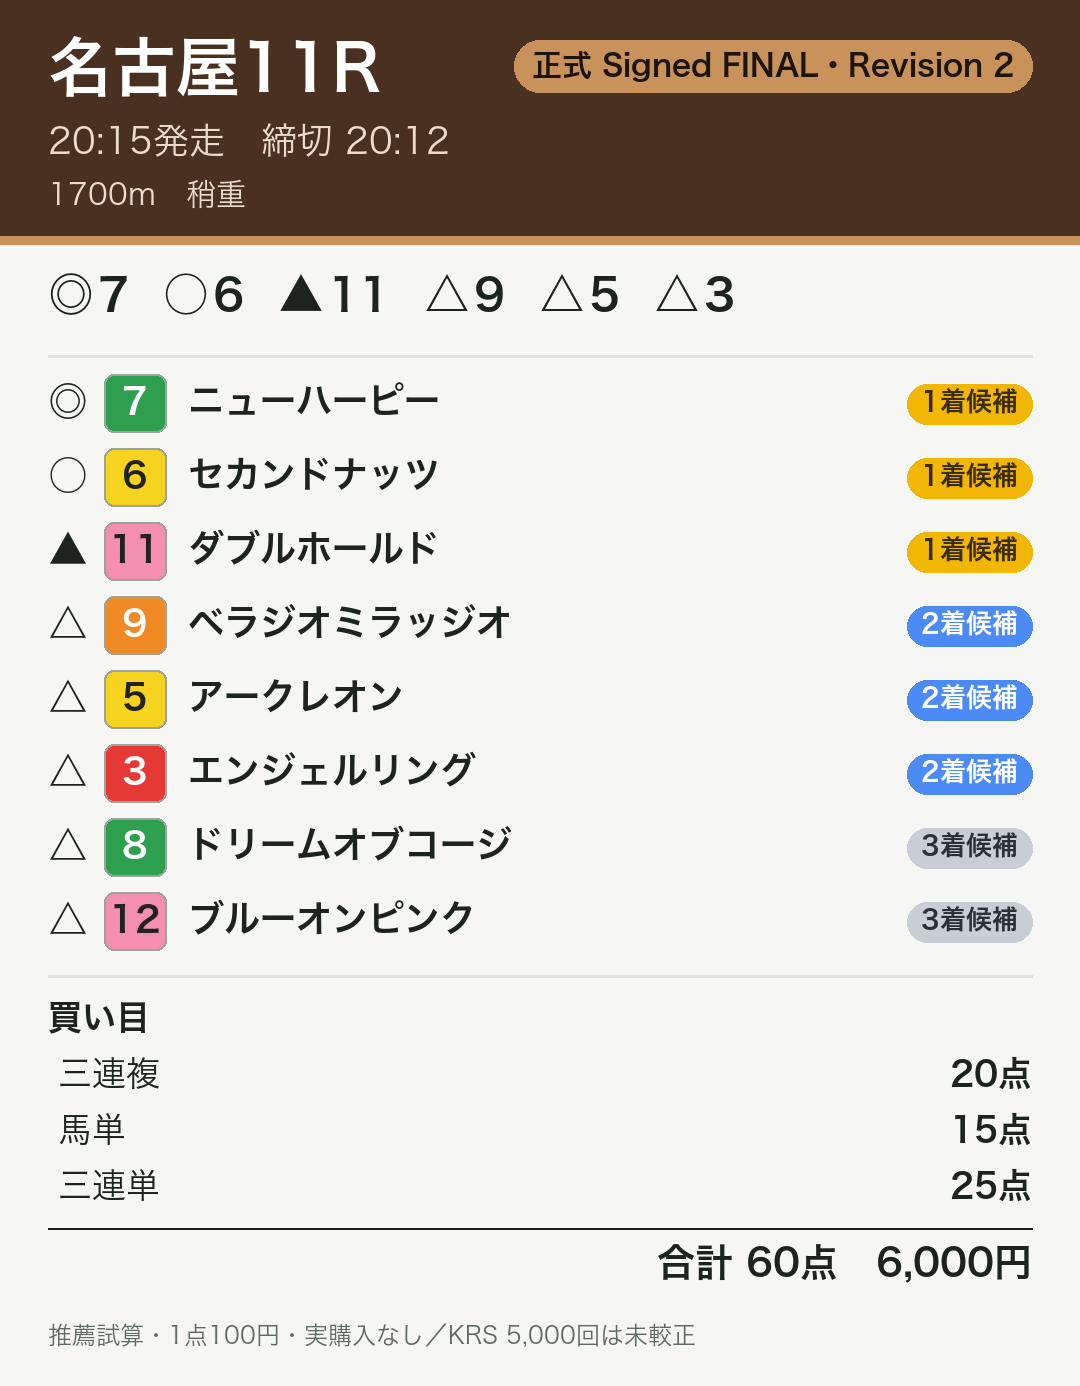 名古屋11R
正式 Signed FINAL・Revision 2
20:15発走　締切 20:12
1700m　稍重
◎7 ○6 ▲11 △9 △5 △3
◎ 7 ニューハーピー 1着候補
○ 6 セカンドナッツ 1着候補
▲ 11 ダブルホールド 1着候補
△ 9 ベラジオミラッジオ 2着候補
△ 5 アークレオン 2着候補
△ 3 エンジェルリング 2着候補
△ 8 ドリームオブコージ 3着候補
△ 12 ブルーオンピンク 3着候補
買い目
三連複 20点
馬単 15点
三連単 25点
合計 60点　6,000円
推薦試算・1点100円・実購入なし／KRS 5,000回は未較正